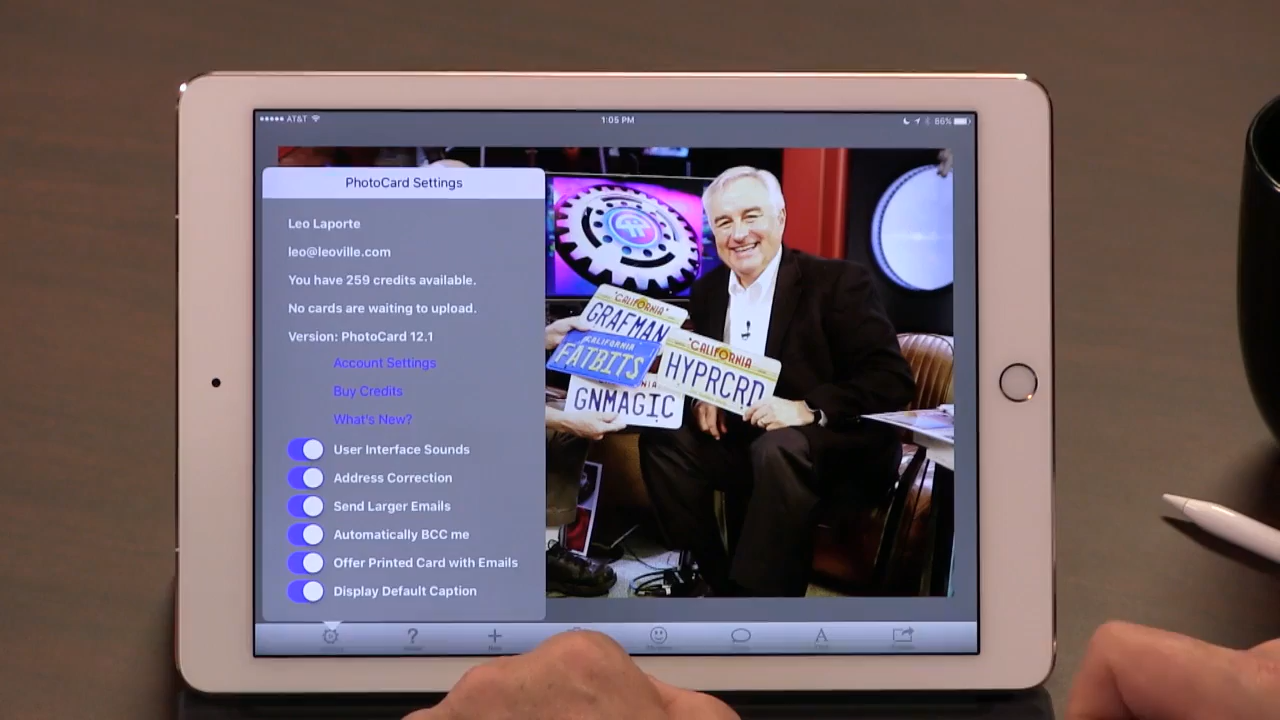 AT&T
1:05 PM
86%
PhotoCard Settings
Leo Laporte
leo@leoville.com
You have 259 credits available.
No cards are waiting to upload.
Version: PhotoCard 12.1
Account Settings
Buy Credits
What's New?
User Interface Sounds
Address Correction
Send Larger Emails
Automatically BCC me
Offer Printed Card with Emails
Display Default Caption
CALIFORNIA
GRAFMAN
CALIFORNIA
FATBITS
CALIFORNIA
HYPRCRD
GNMAGIC